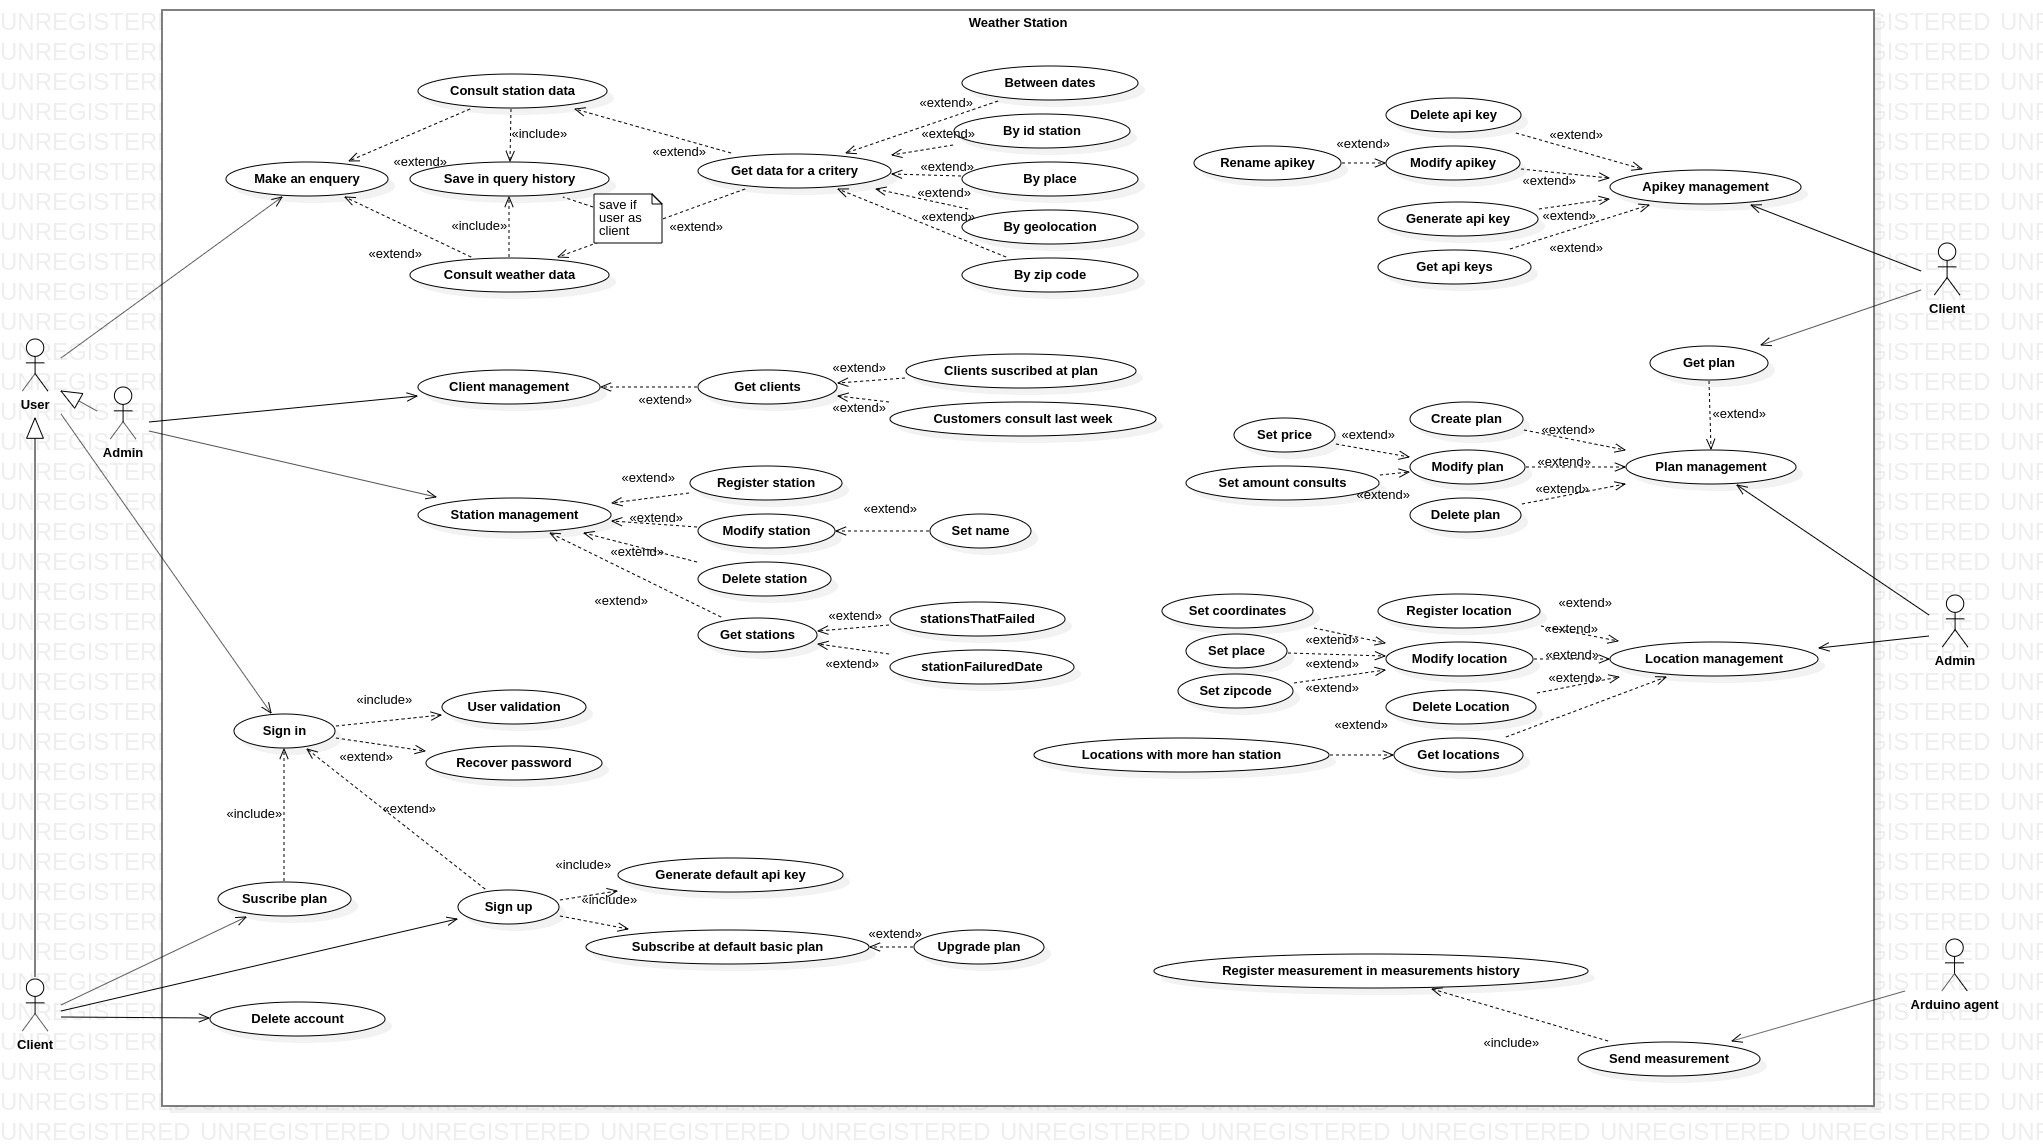 Weather Station
Consult station data
«include»
«extend»
Make an enquery
Save in query history
save if
user as
client
«include»
«extend»
«extend»
«extend»
Consult weather data
Get data for a critery
Between dates
«extend»
By id station
«extend»
By place
«extend»
«extend»
By geolocation
«extend»
By zip code
Delete api key
«extend»
Rename apikey
«extend»
Modify apikey
«extend»
Apikey management
Generate api key
«extend»
«extend»
Get api keys
Client
User
Admin
Client management
«extend»
Get clients
«extend»
Clients suscribed at plan
«extend»
Customers consult last week
Get plan
«extend»
Create plan
«extend»
Set price
«extend»
Modify plan
«extend»
Plan management
Set amount consults
«extend»
«extend»
Delete plan
Station management
«extend»
Register station
«extend»
Modify station
«extend»
Set name
«extend»
Delete station
«extend»
Get stations
«extend»
stationsThatFailed
«extend»
stationFailuredDate
Set coordinates
Register location
«extend»
«extend»
«extend»
Set place
Modify location
«extend»
Location management
«extend»
«extend»
Set zipcode
«extend»
Delete Location
«extend»
Locations with more han station
Get locations
Admin
Sign in
«include»
User validation
«extend»
Recover password
«include»
«extend»
Suscribe plan
Sign up
«include»
Generate default api key
«include»
Subscribe at default basic plan
«extend»
Upgrade plan
Delete account
Client
Register measurement in measurements history
«include»
Send measurement
Arduino agent